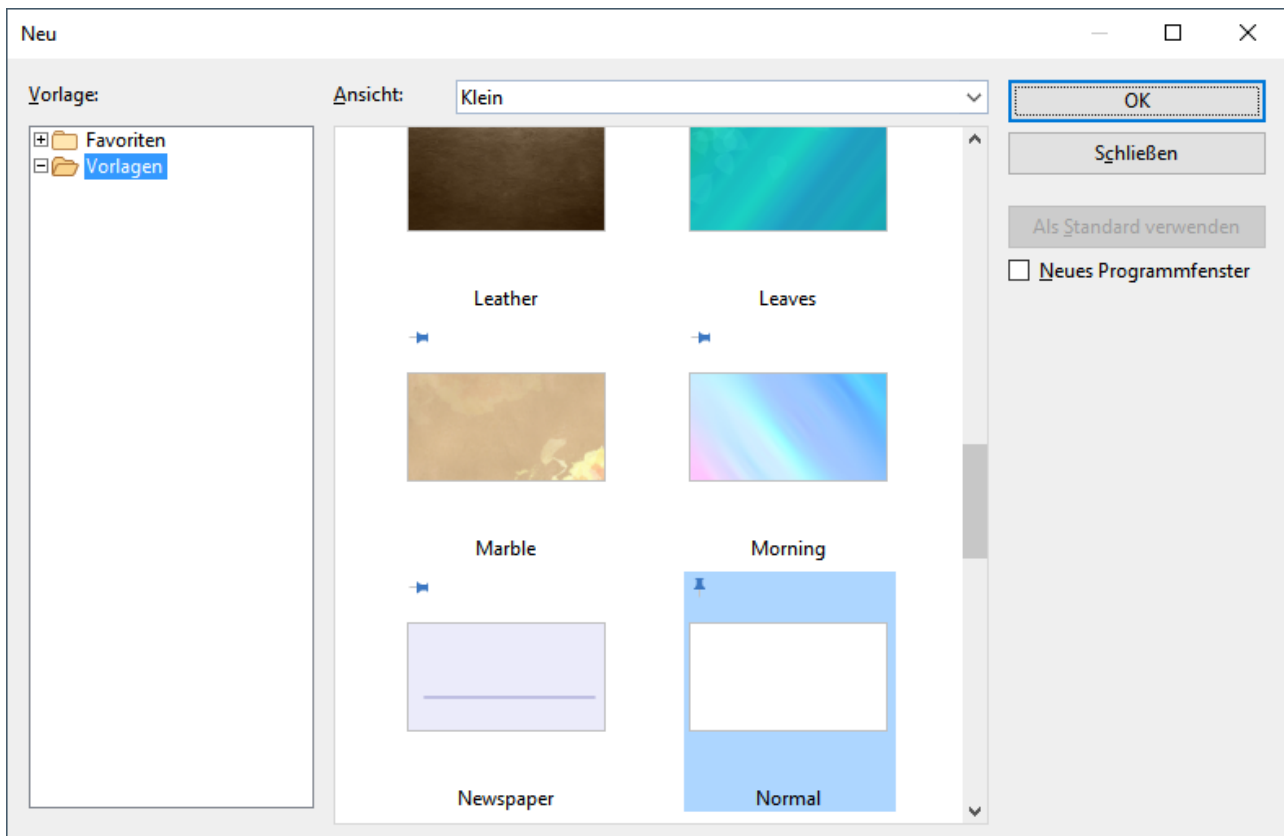 Neu
Vorlage:
Ansicht:
Klein
OK
Favoriten
Vorlagen
Schließen
Als Standard verwenden
Neues Programmfenster
Leather
Leaves
Marble
Morning
Newspaper
Normal